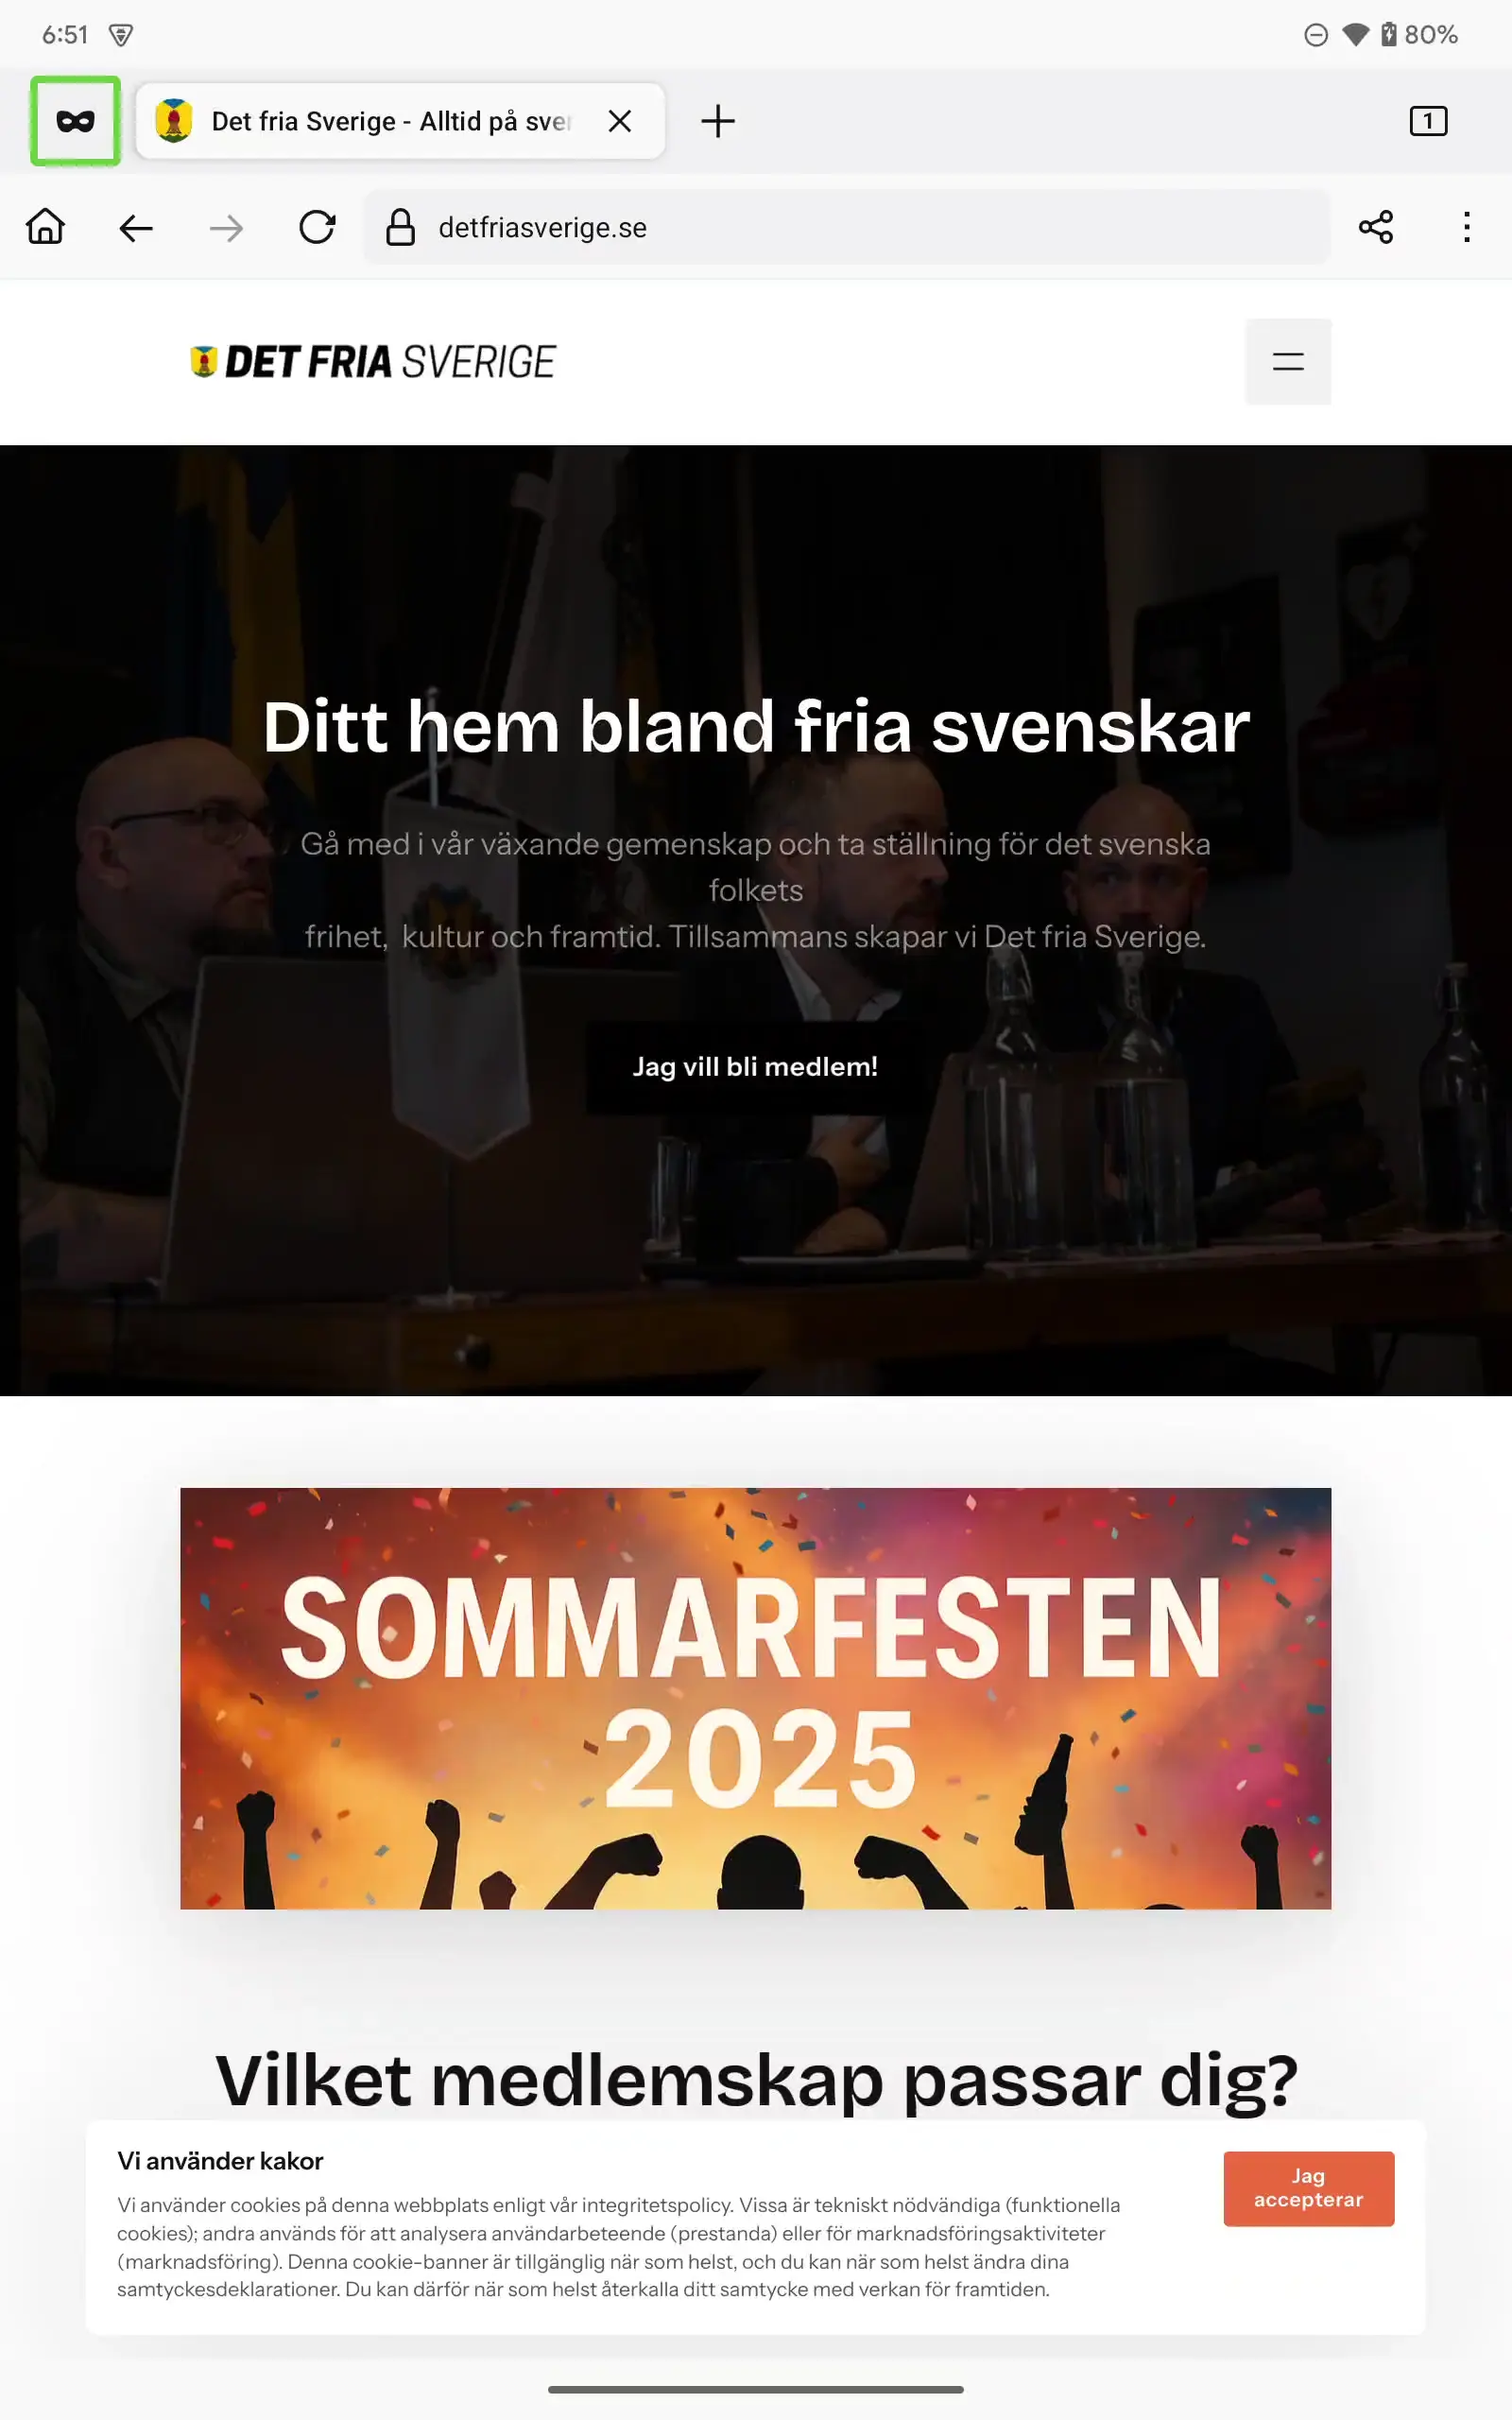 6:51
80%
Det fria Sverige - Alltid på sve
1
detfriasverige.se
DET FRIA SVERIGE
Ditt hem bland fria svenskar
Gå med i vår växande gemenskap och ta ställning för det svenska
folkets
frihet, kultur och framtid. Tillsammans skapar vi Det fria Sverige.
Jag vill bli medlem!
SOMMARFESTEN
2025
Vilket medlemskap passar dig?
Vi använder kakor
Vi använder cookies på denna webbplats enligt vår integritetspolicy. Vissa är tekniskt nödvändiga (funktionella
cookies); andra används för att analysera användarbeteende (prestanda) eller för marknadsföringsaktiviteter
(marknadsföring). Denna cookie-banner är tillgänglig när som helst, och du kan när som helst ändra dina
samtyckesdeklarationer. Du kan därför när som helst återkalla ditt samtycke med verkan för framtiden.
Jag
accepterar